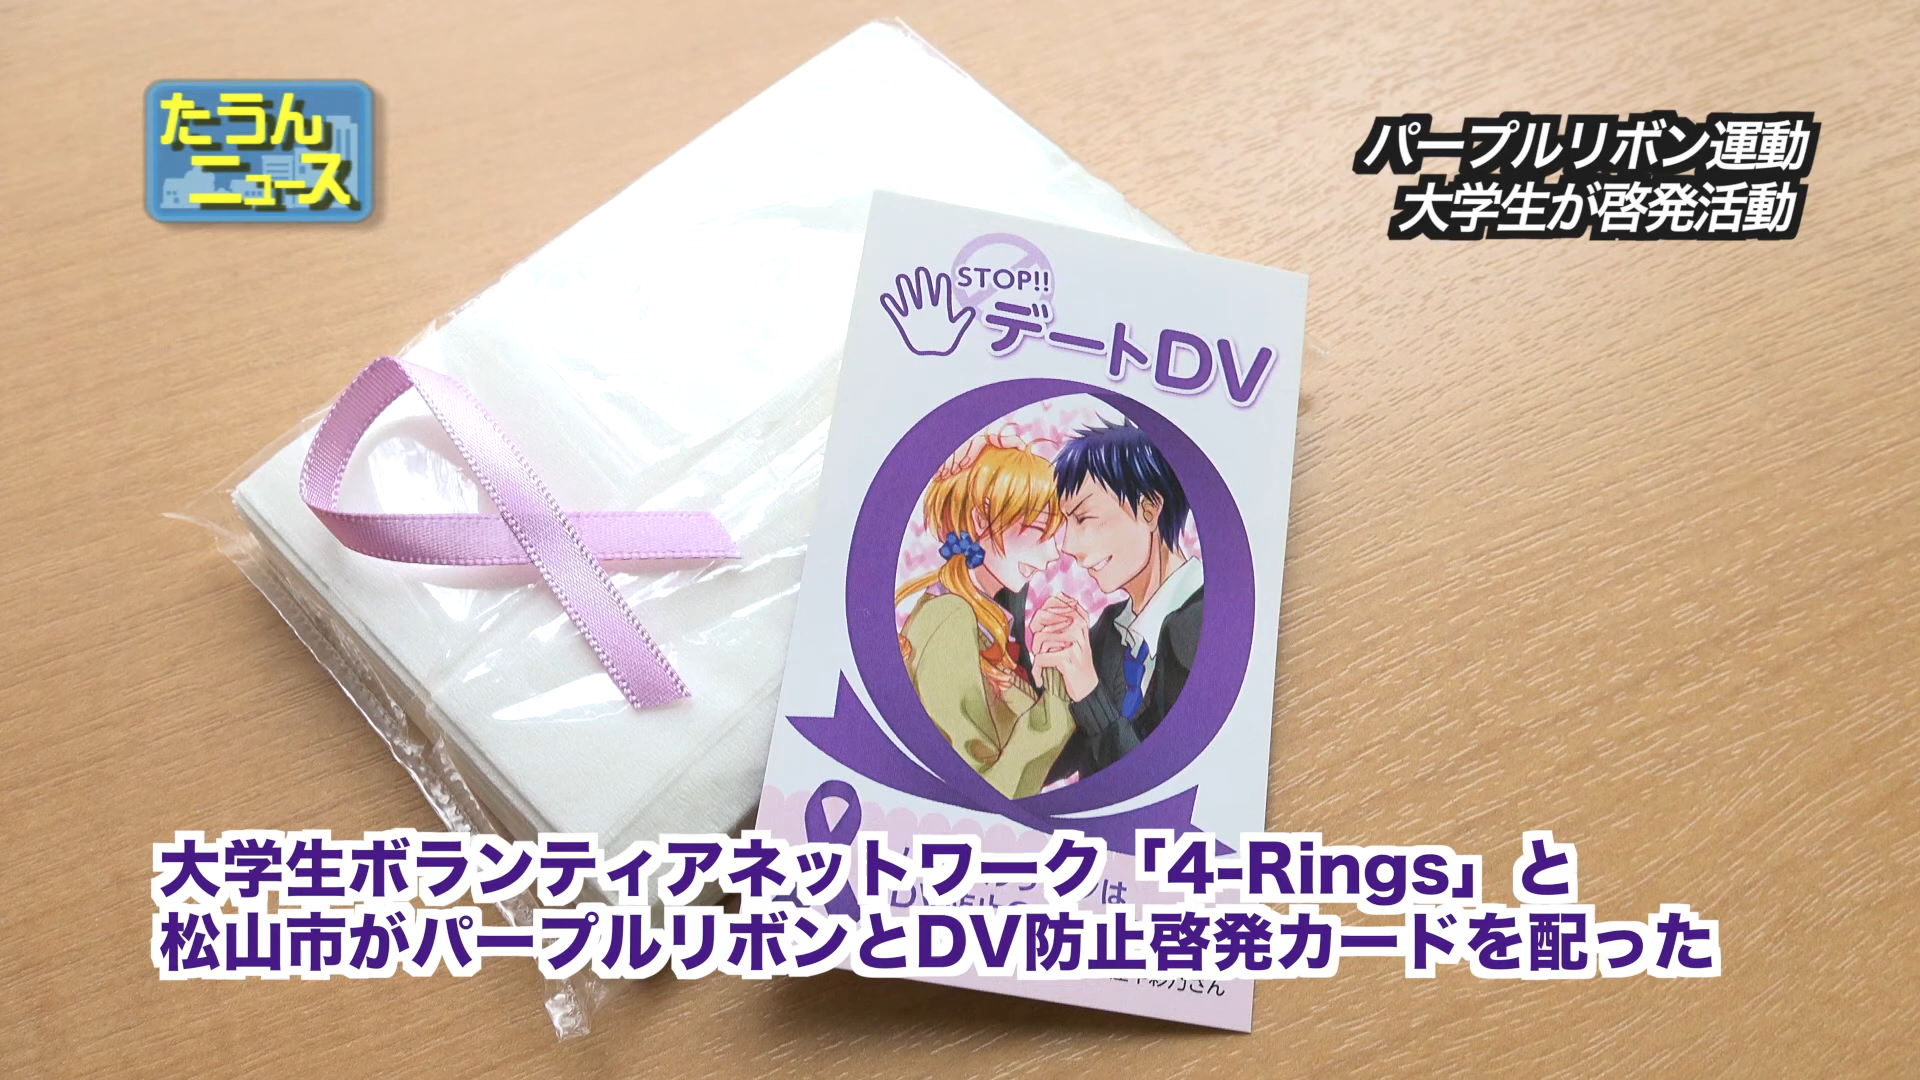 たうん
ニュース
パープルリボン運動
大学生が啓発活動
STOP!!
デートDV
大学生ボランティアネットワーク「4-Rings」と
松山市がパープルリボンとDV防止啓発カードを配った